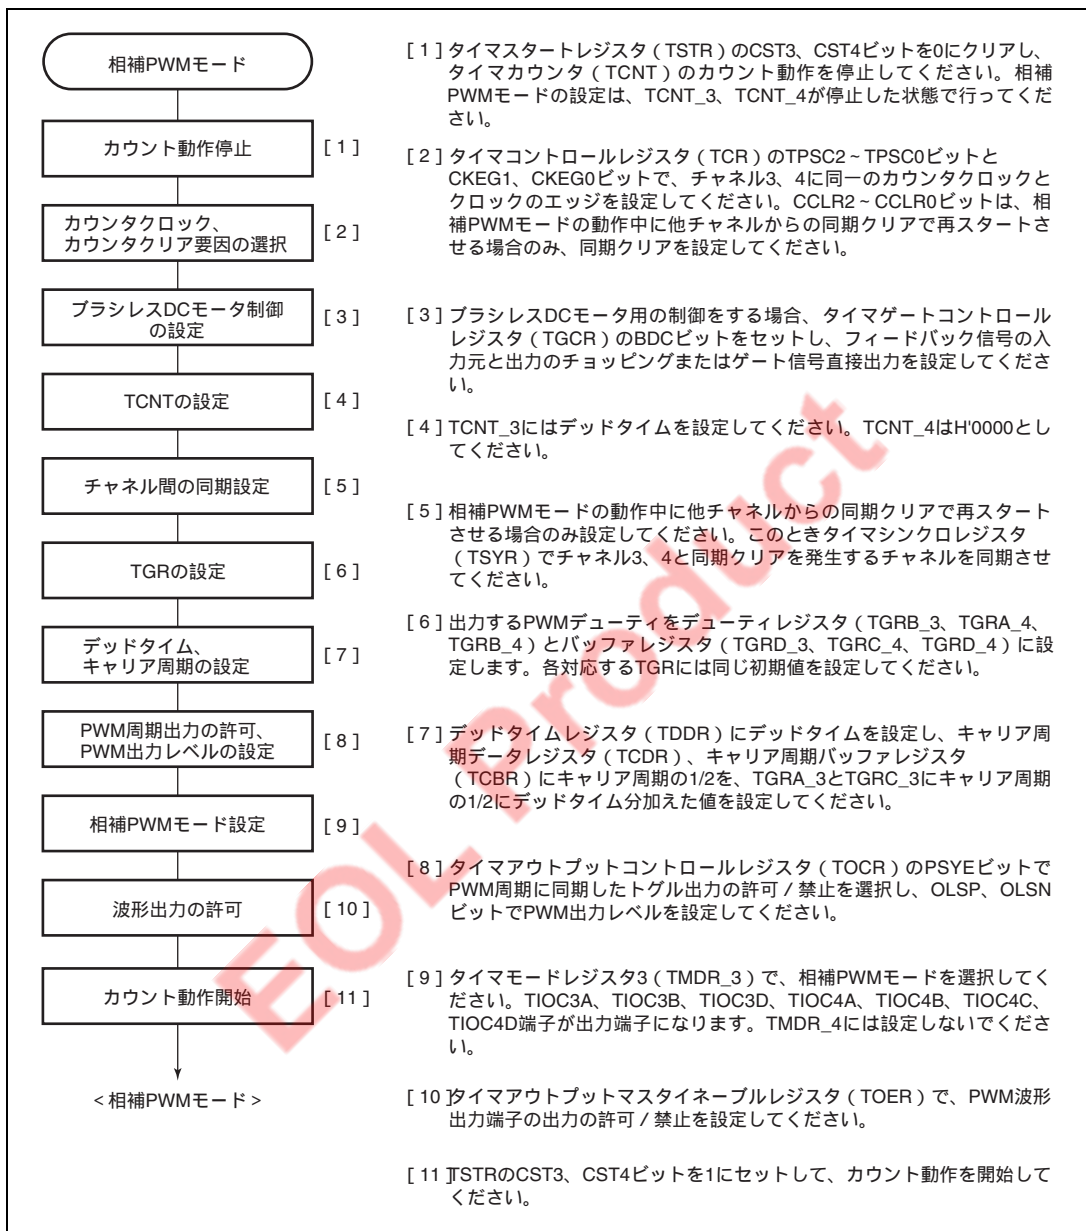 相補PWMモード
カウント動作停止
[ 1 ]
カウンタクロック、
カウンタクリア要因の選択
[ 2 ]
ブラシレスDCモータ制御
の設定
[ 3 ]
TCNTの設定
[ 4 ]
チャネル間の同期設定
[ 5 ]
TGRの設定
[ 6 ]
デッドタイム、
キャリア周期の設定
[ 7 ]
PWM周期出力の許可、
PWM出力レベルの設定
[ 8 ]
相補PWMモード設定
[ 9 ]
波形出力の許可
[ 10 ]
カウント動作開始
[ 11 ]
<相補PWMモード>
[ 1 ] タイマスタートレジスタ(TSTR)のCST3、CST4ビットを0にクリアし、
タイマカウンタ(TCNT)のカウント動作を停止してください。相補
PWMモードの設定は、TCNT_3、TCNT_4が停止した状態で行ってくだ
さい。
[ 2 ] タイマコントロールレジスタ(TCR)のTPSC2~TPSC0ビットと
CKEG1、CKEG0ビットで、チャネル3、4に同一のカウンタクロックと
クロックのエッジを設定してください。CCLR2~CCLR0ビットは、相
補PWMモードの動作中に他チャネルからの同期クリアで再スタートさ
せる場合のみ、同期クリアを設定してください。
[ 3 ] ブラシレスDCモータ用の制御をする場合、タイマゲートコントロール
レジスタ(TGCR)のBDCビットをセットし、フィードバック信号の入
力元と出力のチョッピングまたはゲート信号直接出力を設定してくださ
い。
[ 4 ] TCNT_3にはデッドタイムを設定してください。TCNT_4はH'0000とし
てください。
[ 5 ] 相補PWMモードの動作中に他チャネルからの同期クリアで再スタート
させる場合のみ設定してください。このときタイマシンクロレジスタ
(TSYR)でチャネル3、4と同期クリアを発生するチャネルを同期させ
てください。
[ 6 ] 出力するPWMデューティをデューティレジスタ(TGRB_3、TGRA_4、
TGRB_4)とバッファレジスタ(TGRD_3、TGRC_4、TGRD_4)に設
定します。各対応するTGRには同じ初期値を設定してください。
[ 7 ] デッドタイムレジスタ(TDDR)にデッドタイムを設定し、キャリア周
期データレジスタ(TCDR)、キャリア周期バッファレジスタ
(TCBR)にキャリア周期の1/2を、TGRA_3とTGRC_3にキャリア周期
の1/2にデッドタイム分加えた値を設定してください。
[ 8 ] タイマアウトプットコントロールレジスタ(TOCR)のPSYEビットで
PWM周期に同期したトグル出力の許可/禁止を選択し、OLSP、OLSN
ビットでPWM出力レベルを設定してください。
[ 9 ] タイマモードレジスタ3(TMDR_3)で、相補PWMモードを選択してく
ださい。TIOC3A、TIOC3B、TIOC3D、TIOC4A、TIOC4B、TIOC4C、
TIOC4D端子が出力端子になります。TMDR_4には設定しないでくださ
い。
[ 10 ] タイマアウトプットマスタイネーブルレジスタ(TOER)で、PWM波形
出力端子の出力の許可/禁止を設定してください。
[ 11 ] TSTRのCST3、CST4ビットを1にセットして、カウント動作を開始して
ください。
EOL Product